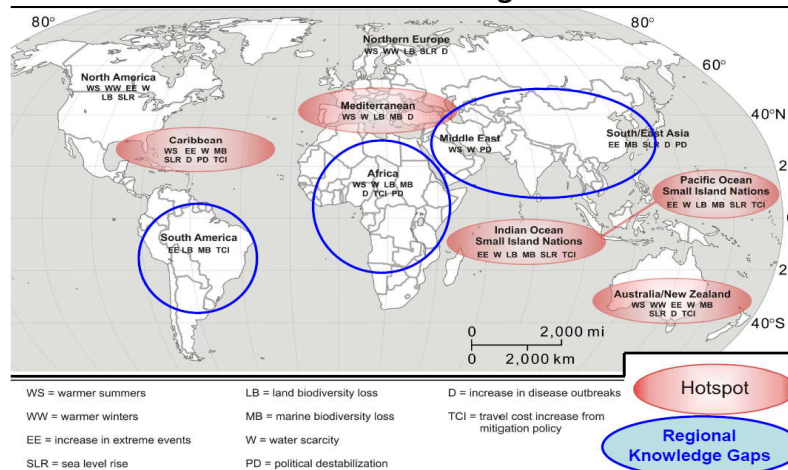 80°
80°
Northern Europe
WS WW LB SLR D
North America
WS WW EE W
LB SLR
60°
Mediterranean
WS W LB MB D
40°N
Caribbean
WS EE W MB
SLR D PD TCI
Middle East
WS W PD
South/East Asia
EE MB SLR D PD
Africa
WS W LB MB
D TCI PD
2
Pacific Ocean
Small Island Nations
EE W LB MB SLR TCI
0
South America
EE LB MB TCI
Indian Ocean
Small Island Nations
EE W LB MB SLR TCI
2
Australia/New Zealand
WS WW EE W MB
SLR D TCI
40°S
0 2,000 mi
0 2,000 km
WS = warmer summers
WW = warmer winters
EE = increase in extreme events
SLR = sea level rise
LB = land biodiversity loss
MB = marine biodiversity loss
W = water scarcity
PD = political destabilization
D = increase in disease outbreaks
TCI = travel cost increase from
mitigation policy
Hotspot
Regional
Knowledge Gaps